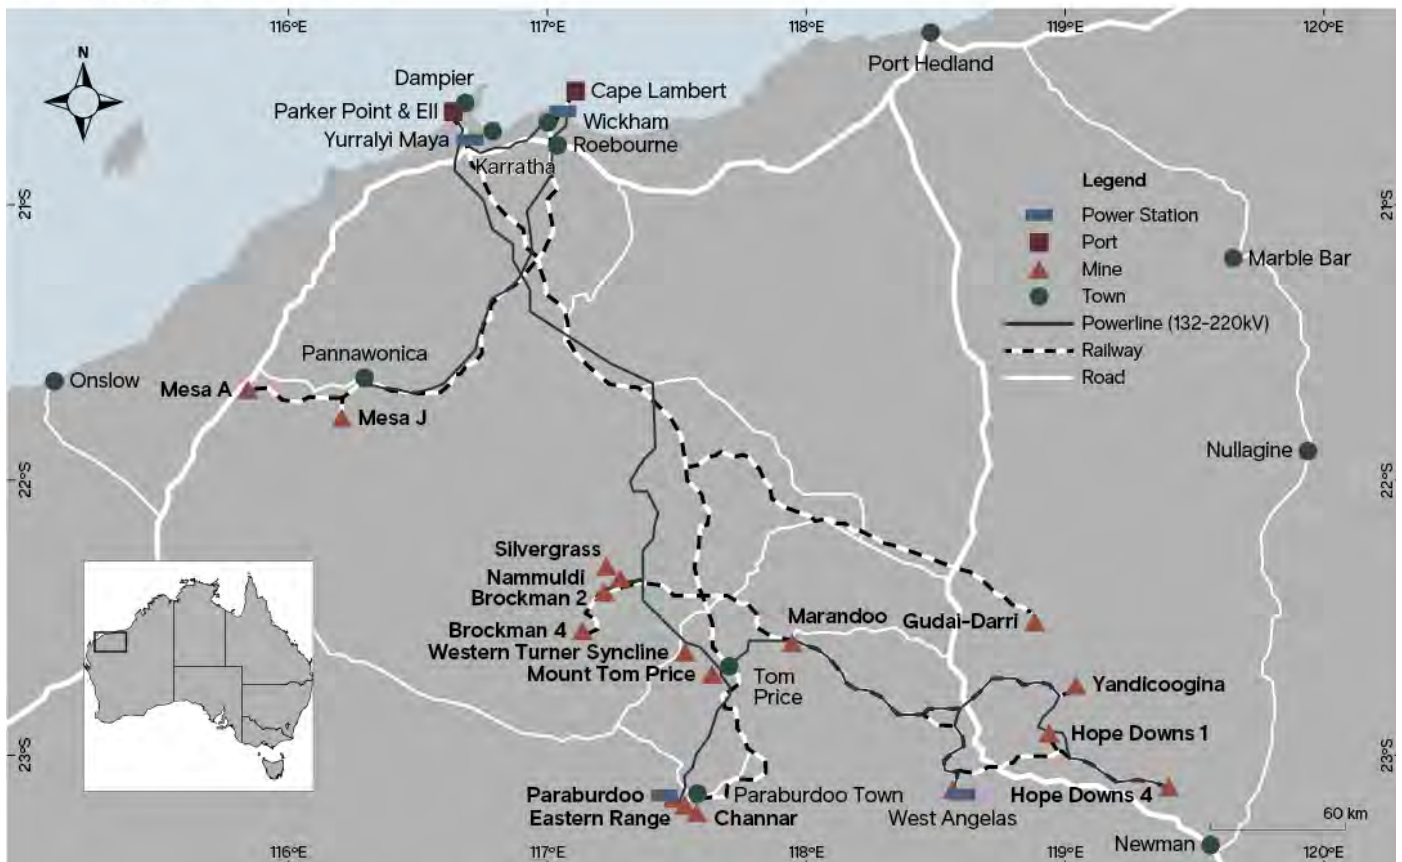 116°E 117°E 118°E 119°E 120°E
N
Port Hedland
Dampier
Cape Lambert
Parker Point & EII
Wickham
Yurralyi Maya
Roebourne
Karratha
21°S
21°S
Legend
Power Station
Port
Mine
Town
Powerline (132-220kV)
Railway
Road
Marble Bar
Pannawonica
Onslow
Mesa A
Mesa J
Nullagine
22°S
22°S
Silvergrass
Nammuldi
Brockman 2
Brockman 4
Marandoo
Gudai-Darri
Western Turner Syncline
Mount Tom Price
Tom
Price
Yandicoogina
Hope Downs 1
23°S
23°S
Paraburdoo
Paraburdoo Town
Hope Downs 4
Eastern Range
Channar
West Angelas
60 km
Newman
116°E 117°E 118°E 119°E 120°E